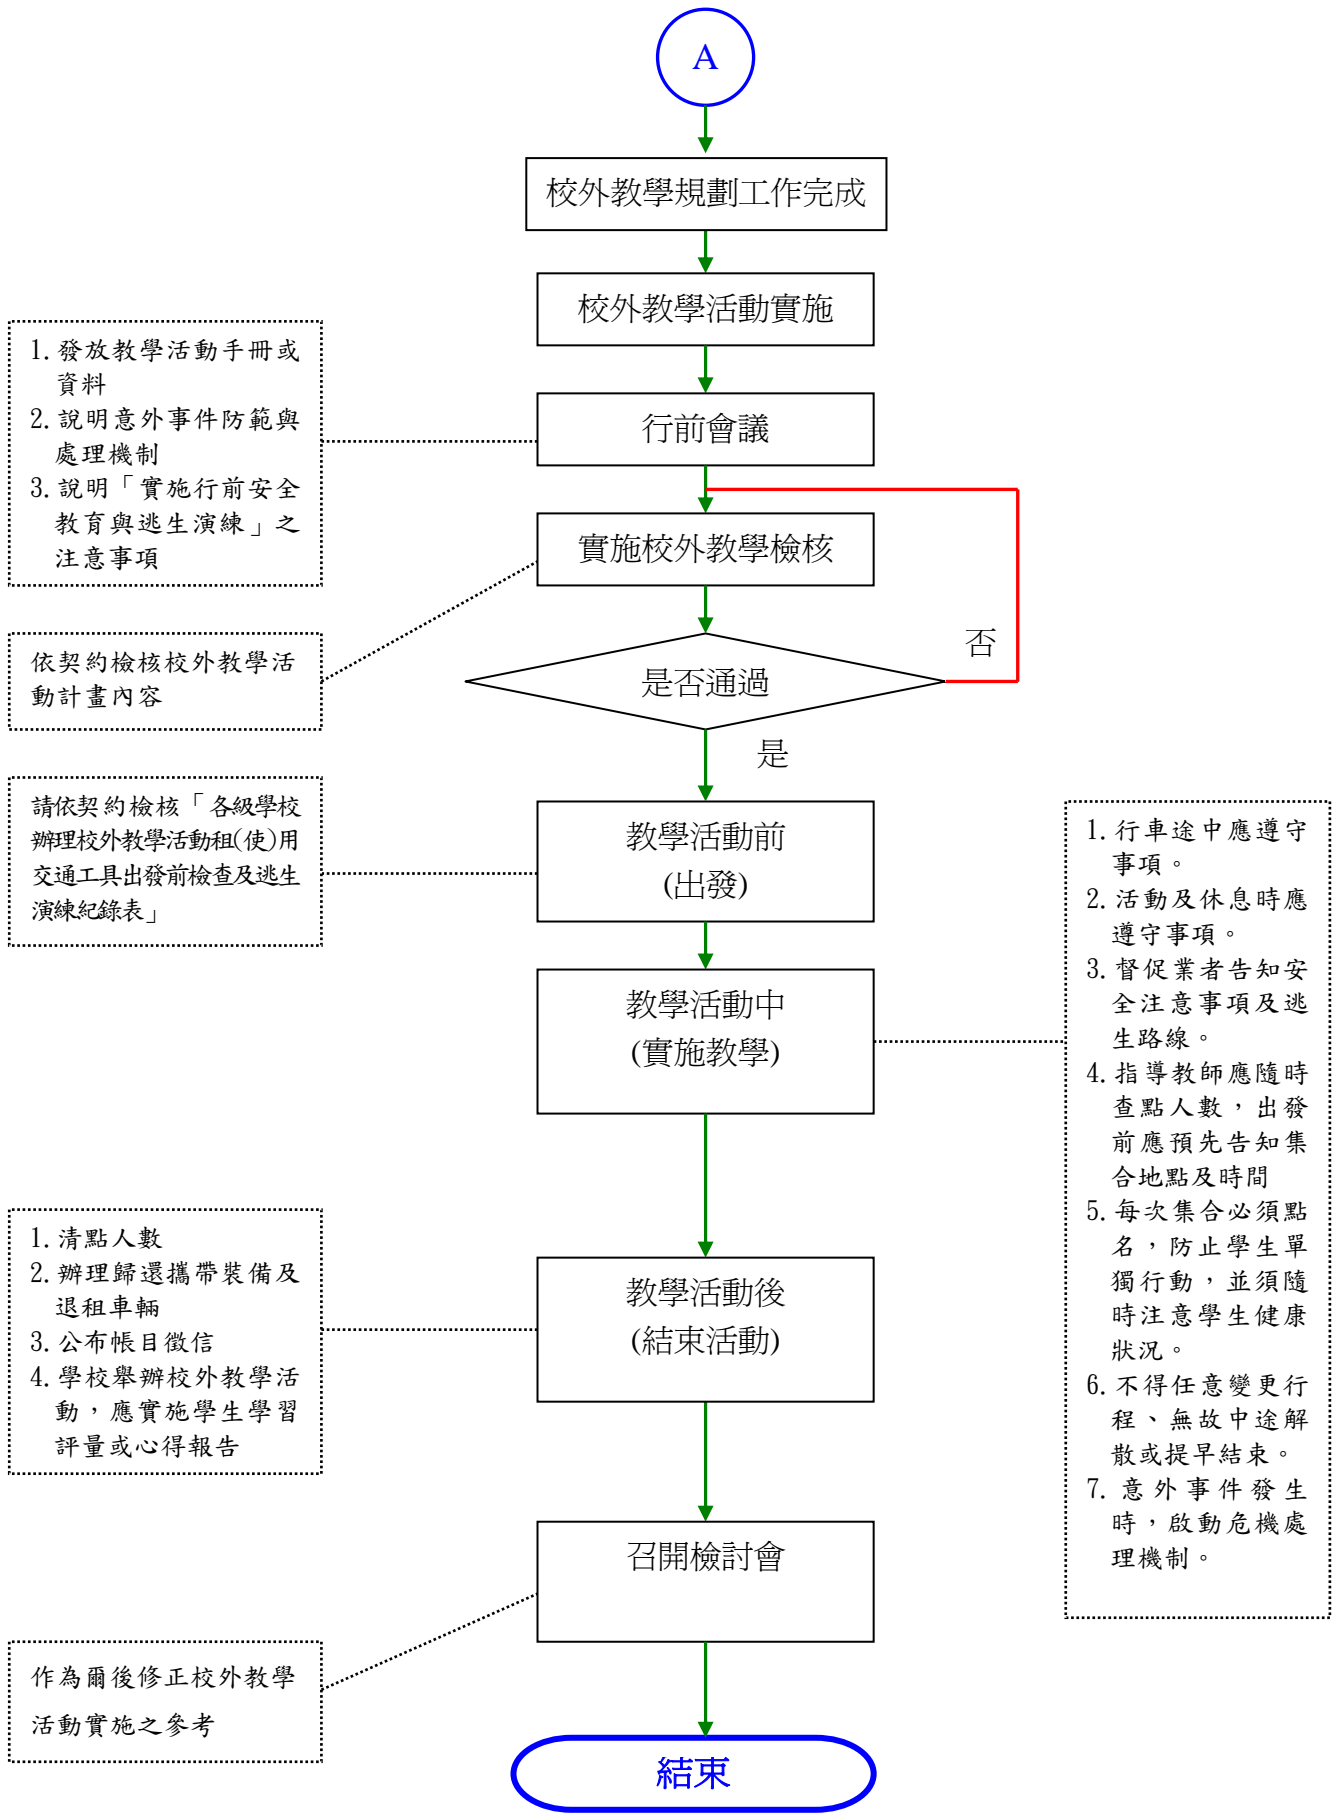 A
校外教學規劃工作完成
校外教學活動實施
1.發放教學活動手冊或
資料
2.說明意外事件防範與
處理機制
3.說明「實施行前安全
教育與逃生演練」之
注意事項
行前會議
實施校外教學檢核
依契約檢核校外教學活
動計畫內容
是否通過
否
是
請依契約檢核「各級學校
辦理校外教學活動租(使)用
交通工具出發前檢查及逃生
演練紀錄表」
教學活動前
(出發)
教學活動中
(實施教學)
1.行車途中應遵守
事項。
2.活動及休息時應
遵守事項。
3.督促業者告知安
全注意事項及逃
生路線。
4.指導教師應隨時
查點人數，出發
前應預先告知集
合地點及時間
5.每次集合必須點
名，防止學生單
獨行動，並須隨
時注意學生健康
狀況。
6.不得任意變更行
程、無故中途解
散或提早結束。
7.意外事件發生
時，啟動危機處
理機制。
1.清點人數
2.辦理歸還攜帶裝備及
退租車輛
3.公布帳目徵信
4.學校舉辦校外教學活
動，應實施學生學習
評量或心得報告
教學活動後
(結束活動)
召開檢討會
作為爾後修正校外教學
活動實施之參考
結束